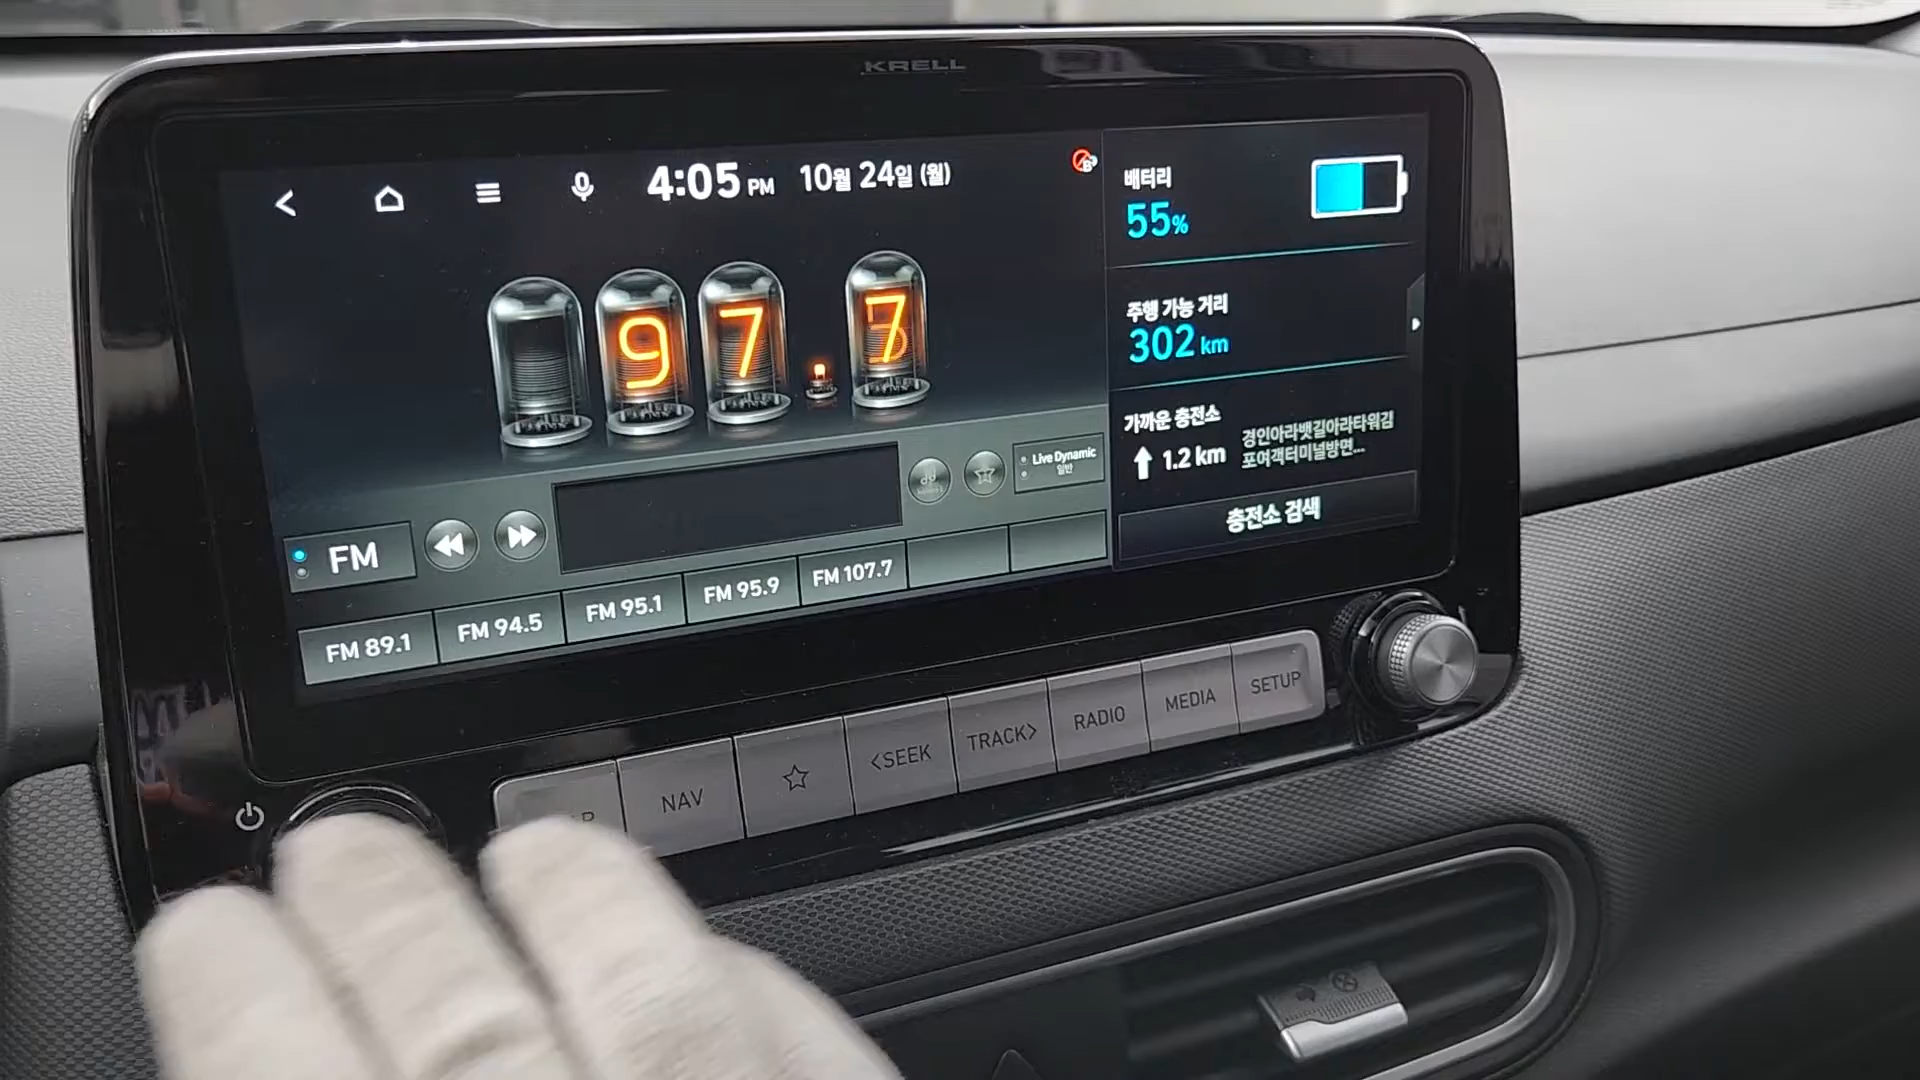 KRELL
4:05 PM 10월 24일 (월)
배터리
55%
97.7
주행 가능 거리
302 km
가까운 충전소
1.2 km
경인아라뱃길아라타워김
포여객터미널방면...
충전소 검색
Live Dynamic
일반
FM
FM 89.1
FM 94.5
FM 95.1
FM 95.9
FM 107.7
NAV
<SEEK
TRACK>
RADIO
MEDIA
SETUP